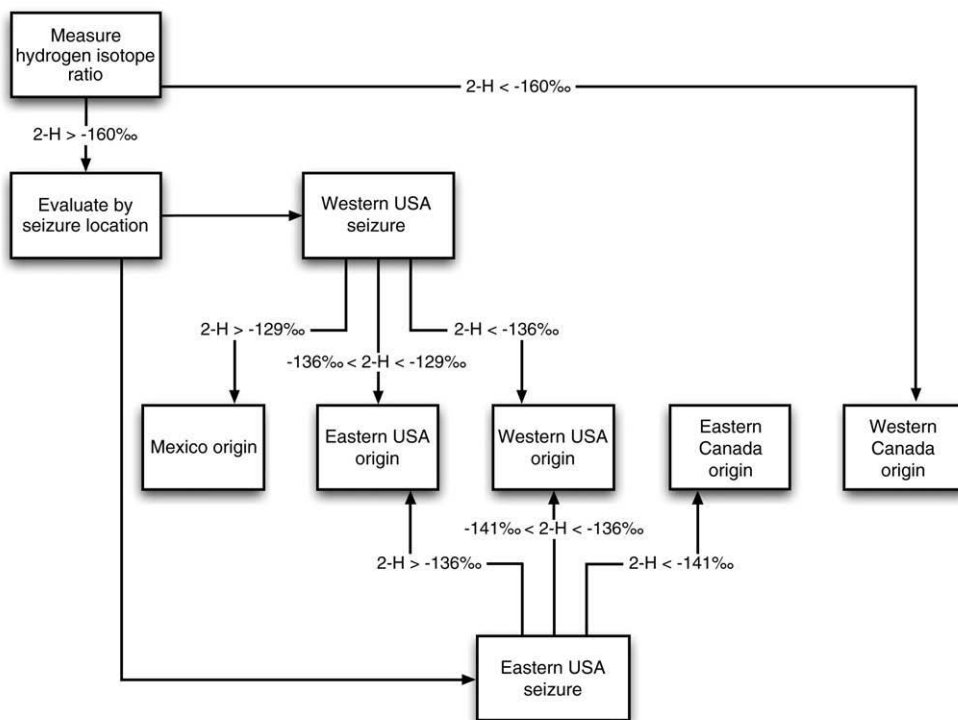 Measure
hydrogen isotope
ratio
2-H < -160‰
2-H > -160‰
Evaluate by
seizure location
Western USA
seizure
2-H > -129‰
2-H < -136‰
-136‰ < 2-H < -129‰
Mexico origin
Eastern USA
origin
Western USA
origin
Eastern
Canada
origin
Western
Canada
origin
-141‰ < 2-H < -136‰
2-H > -136‰
2-H < -141‰
Eastern USA
seizure